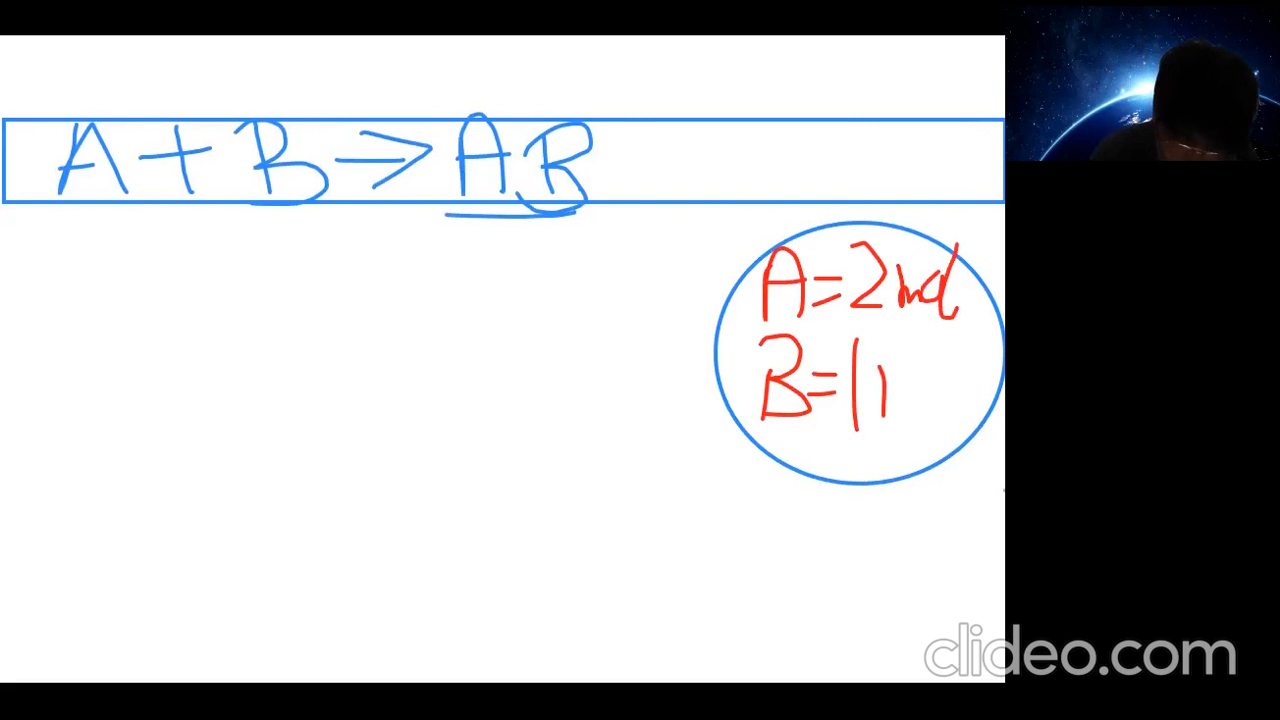 A + B → AB
A = 2 mol
B = 1
clideo.com